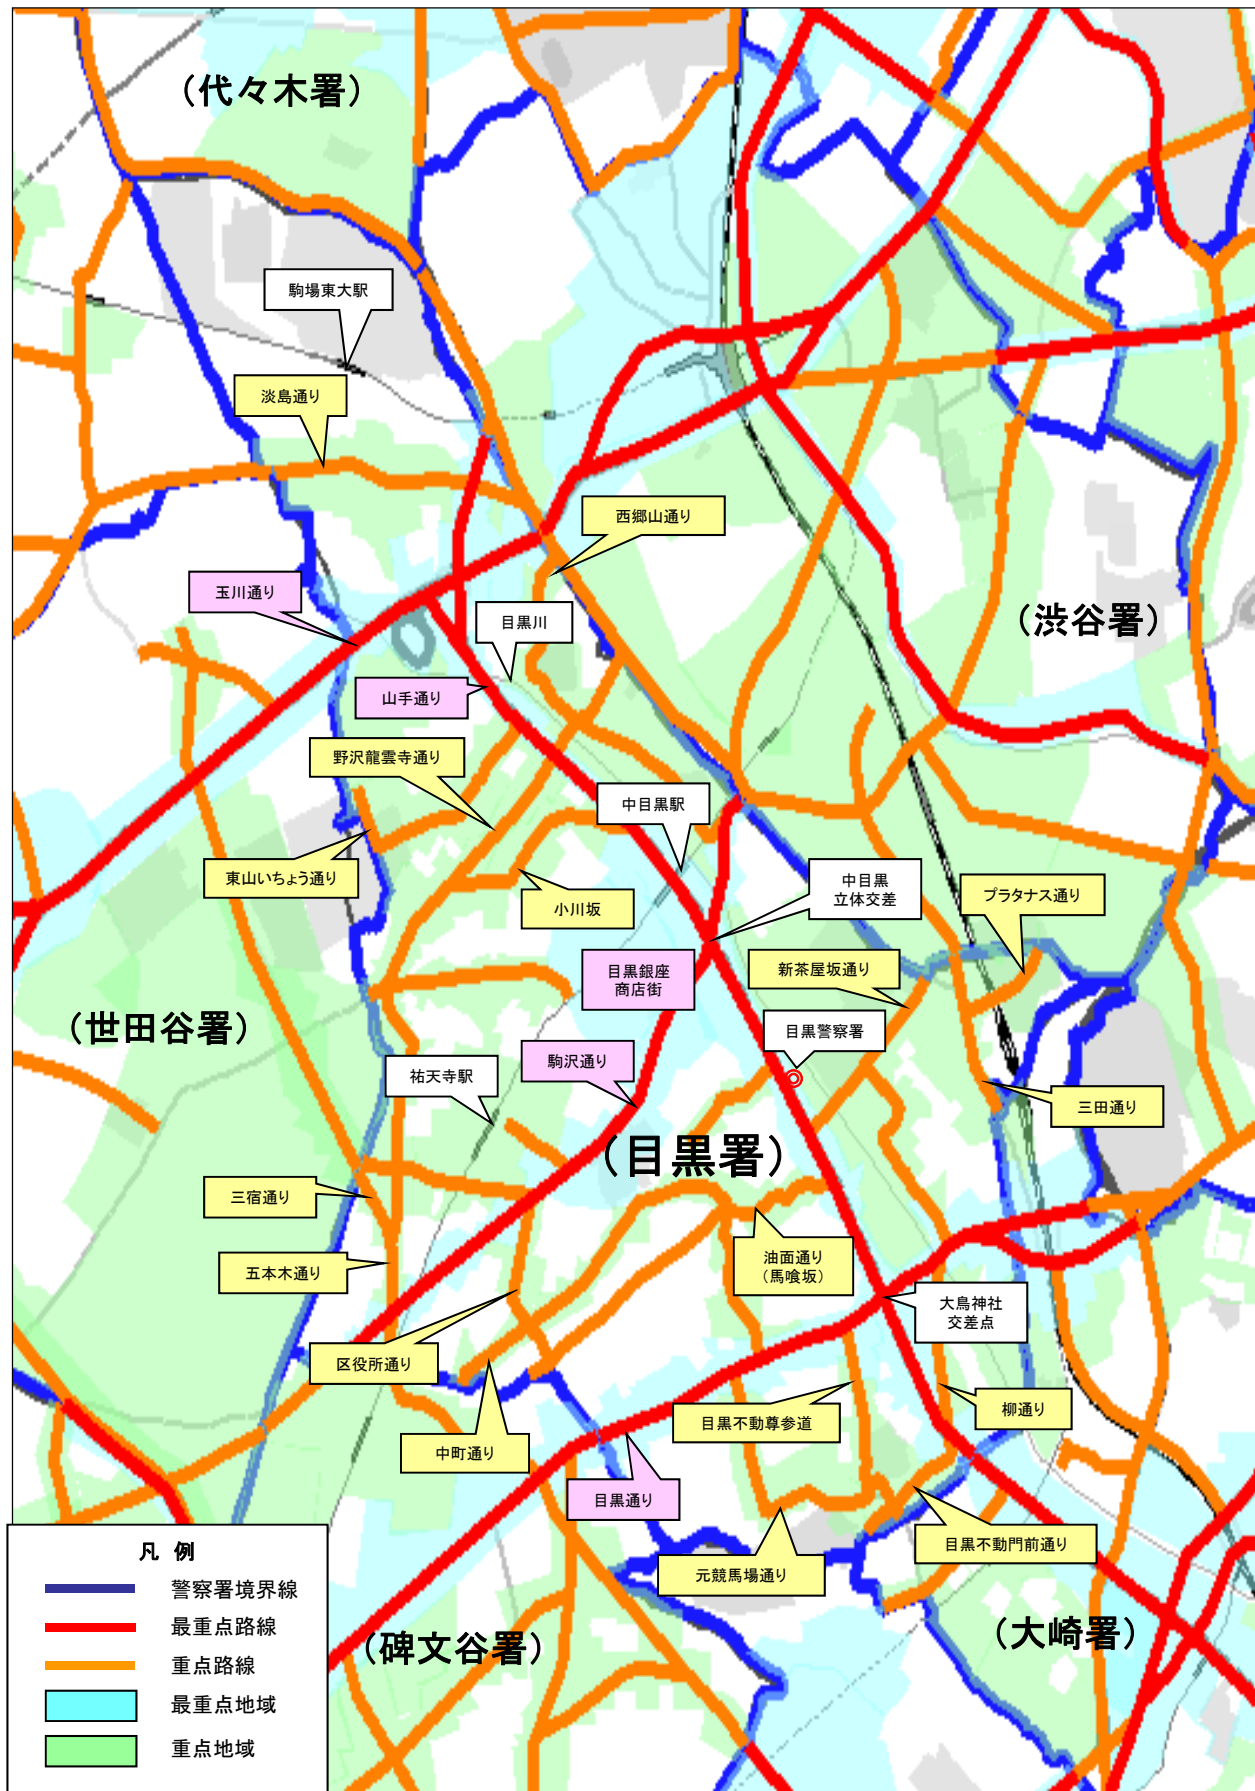 (代々木署)
駒場東大駅
淡島通り
西郷山通り
玉川通り
目黒川
(渋谷署)
山手通り
野沢龍雲寺通り
中目黒駅
東山いちょう通り
小川坂
中目黒
立体交差
プラタナス通り
目黒銀座
商店街
新茶屋坂通り
(世田谷署)
目黒警察署
駒沢通り
祐天寺駅
三田通り
(目黒署)
三宿通り
五本木通り
油面通り
(馬喰坂)
大鳥神社
交差点
区役所通り
中町通り
目黒不動尊参道
柳通り
目黒通り
目黒不動門前通り
元競馬場通り
(碑文谷署)
(大崎署)
凡 例
警察署境界線
最重点路線
重点路線
最重点地域
重点地域